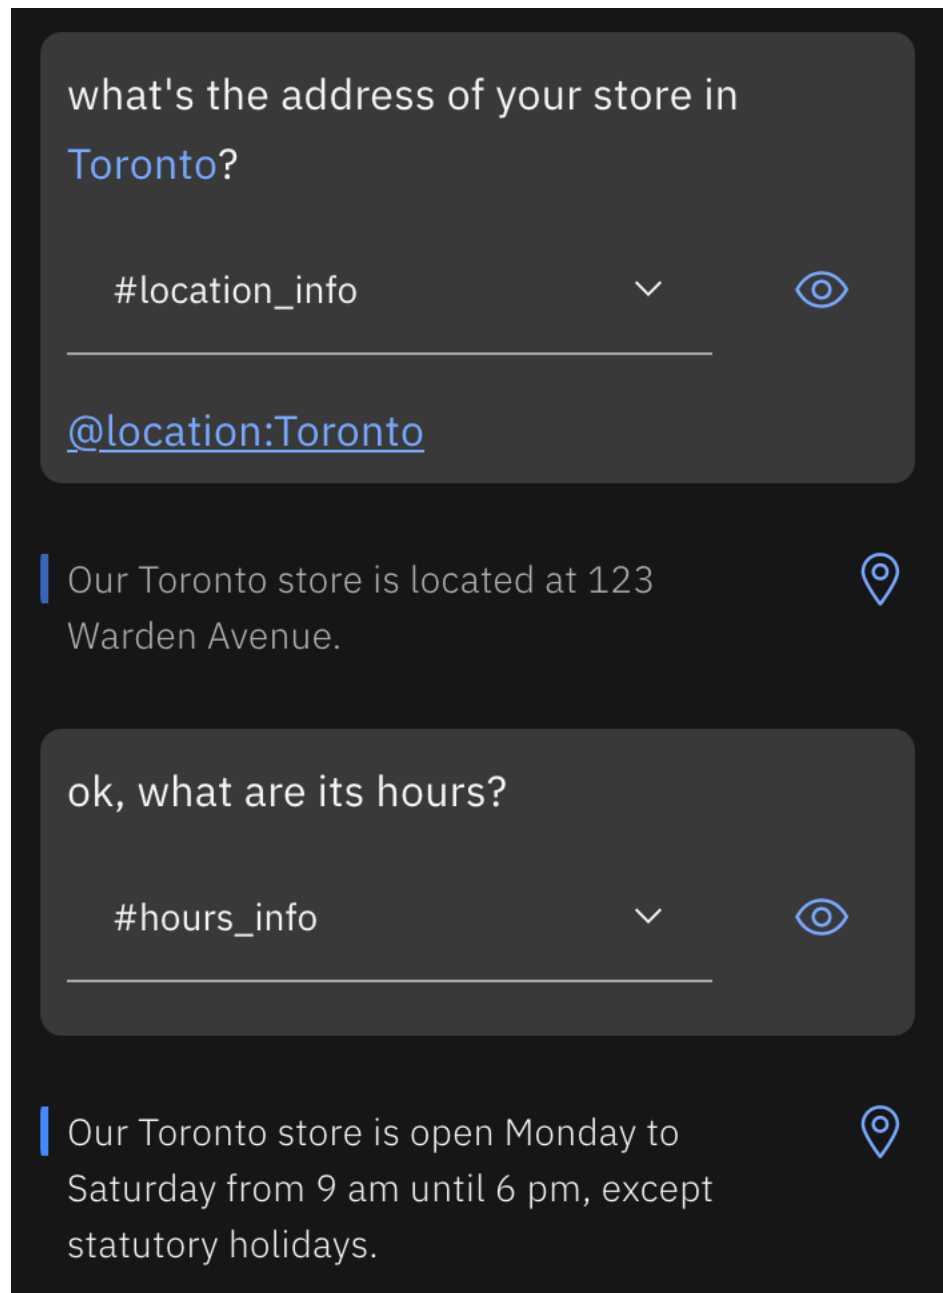 what's the address of your store in
Toronto?
#location_info
@location:Toronto
Our Toronto store is located at 123
Warden Avenue.
ok, what are its hours?
#hours_info
Our Toronto store is open Monday to
Saturday from 9 am until 6 pm, except
statutory holidays.